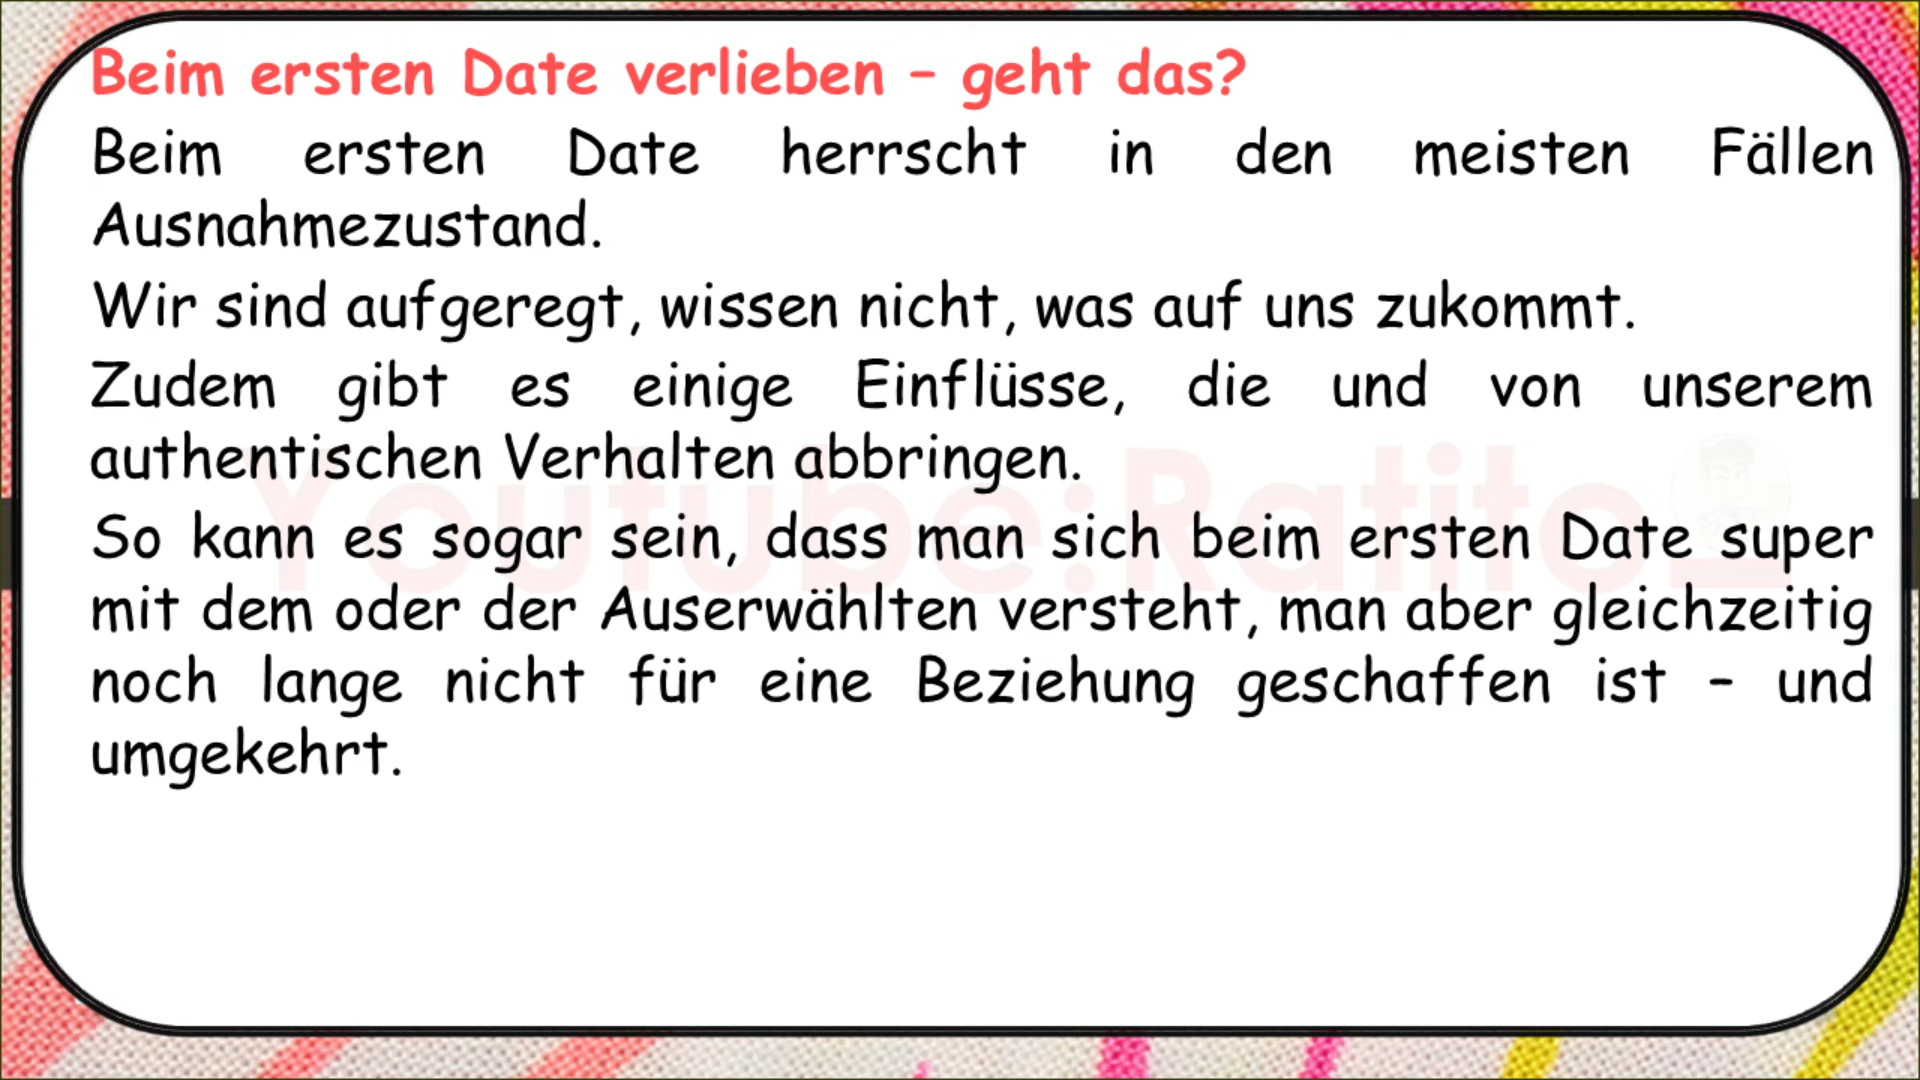 Beim ersten Date verlieben – geht das?
Beim ersten Date herrscht in den meisten Fällen
Ausnahmezustand.
Wir sind aufgeregt, wissen nicht, was auf uns zukommt.
Zudem gibt es einige Einflüsse, die und von unserem
authentischen Verhalten abbringen.
Youtube:Ratito
So kann es sogar sein, dass man sich beim ersten Date super
mit dem oder der Auserwählten versteht, man aber gleichzeitig
noch lange nicht für eine Beziehung geschaffen ist – und
umgekehrt.